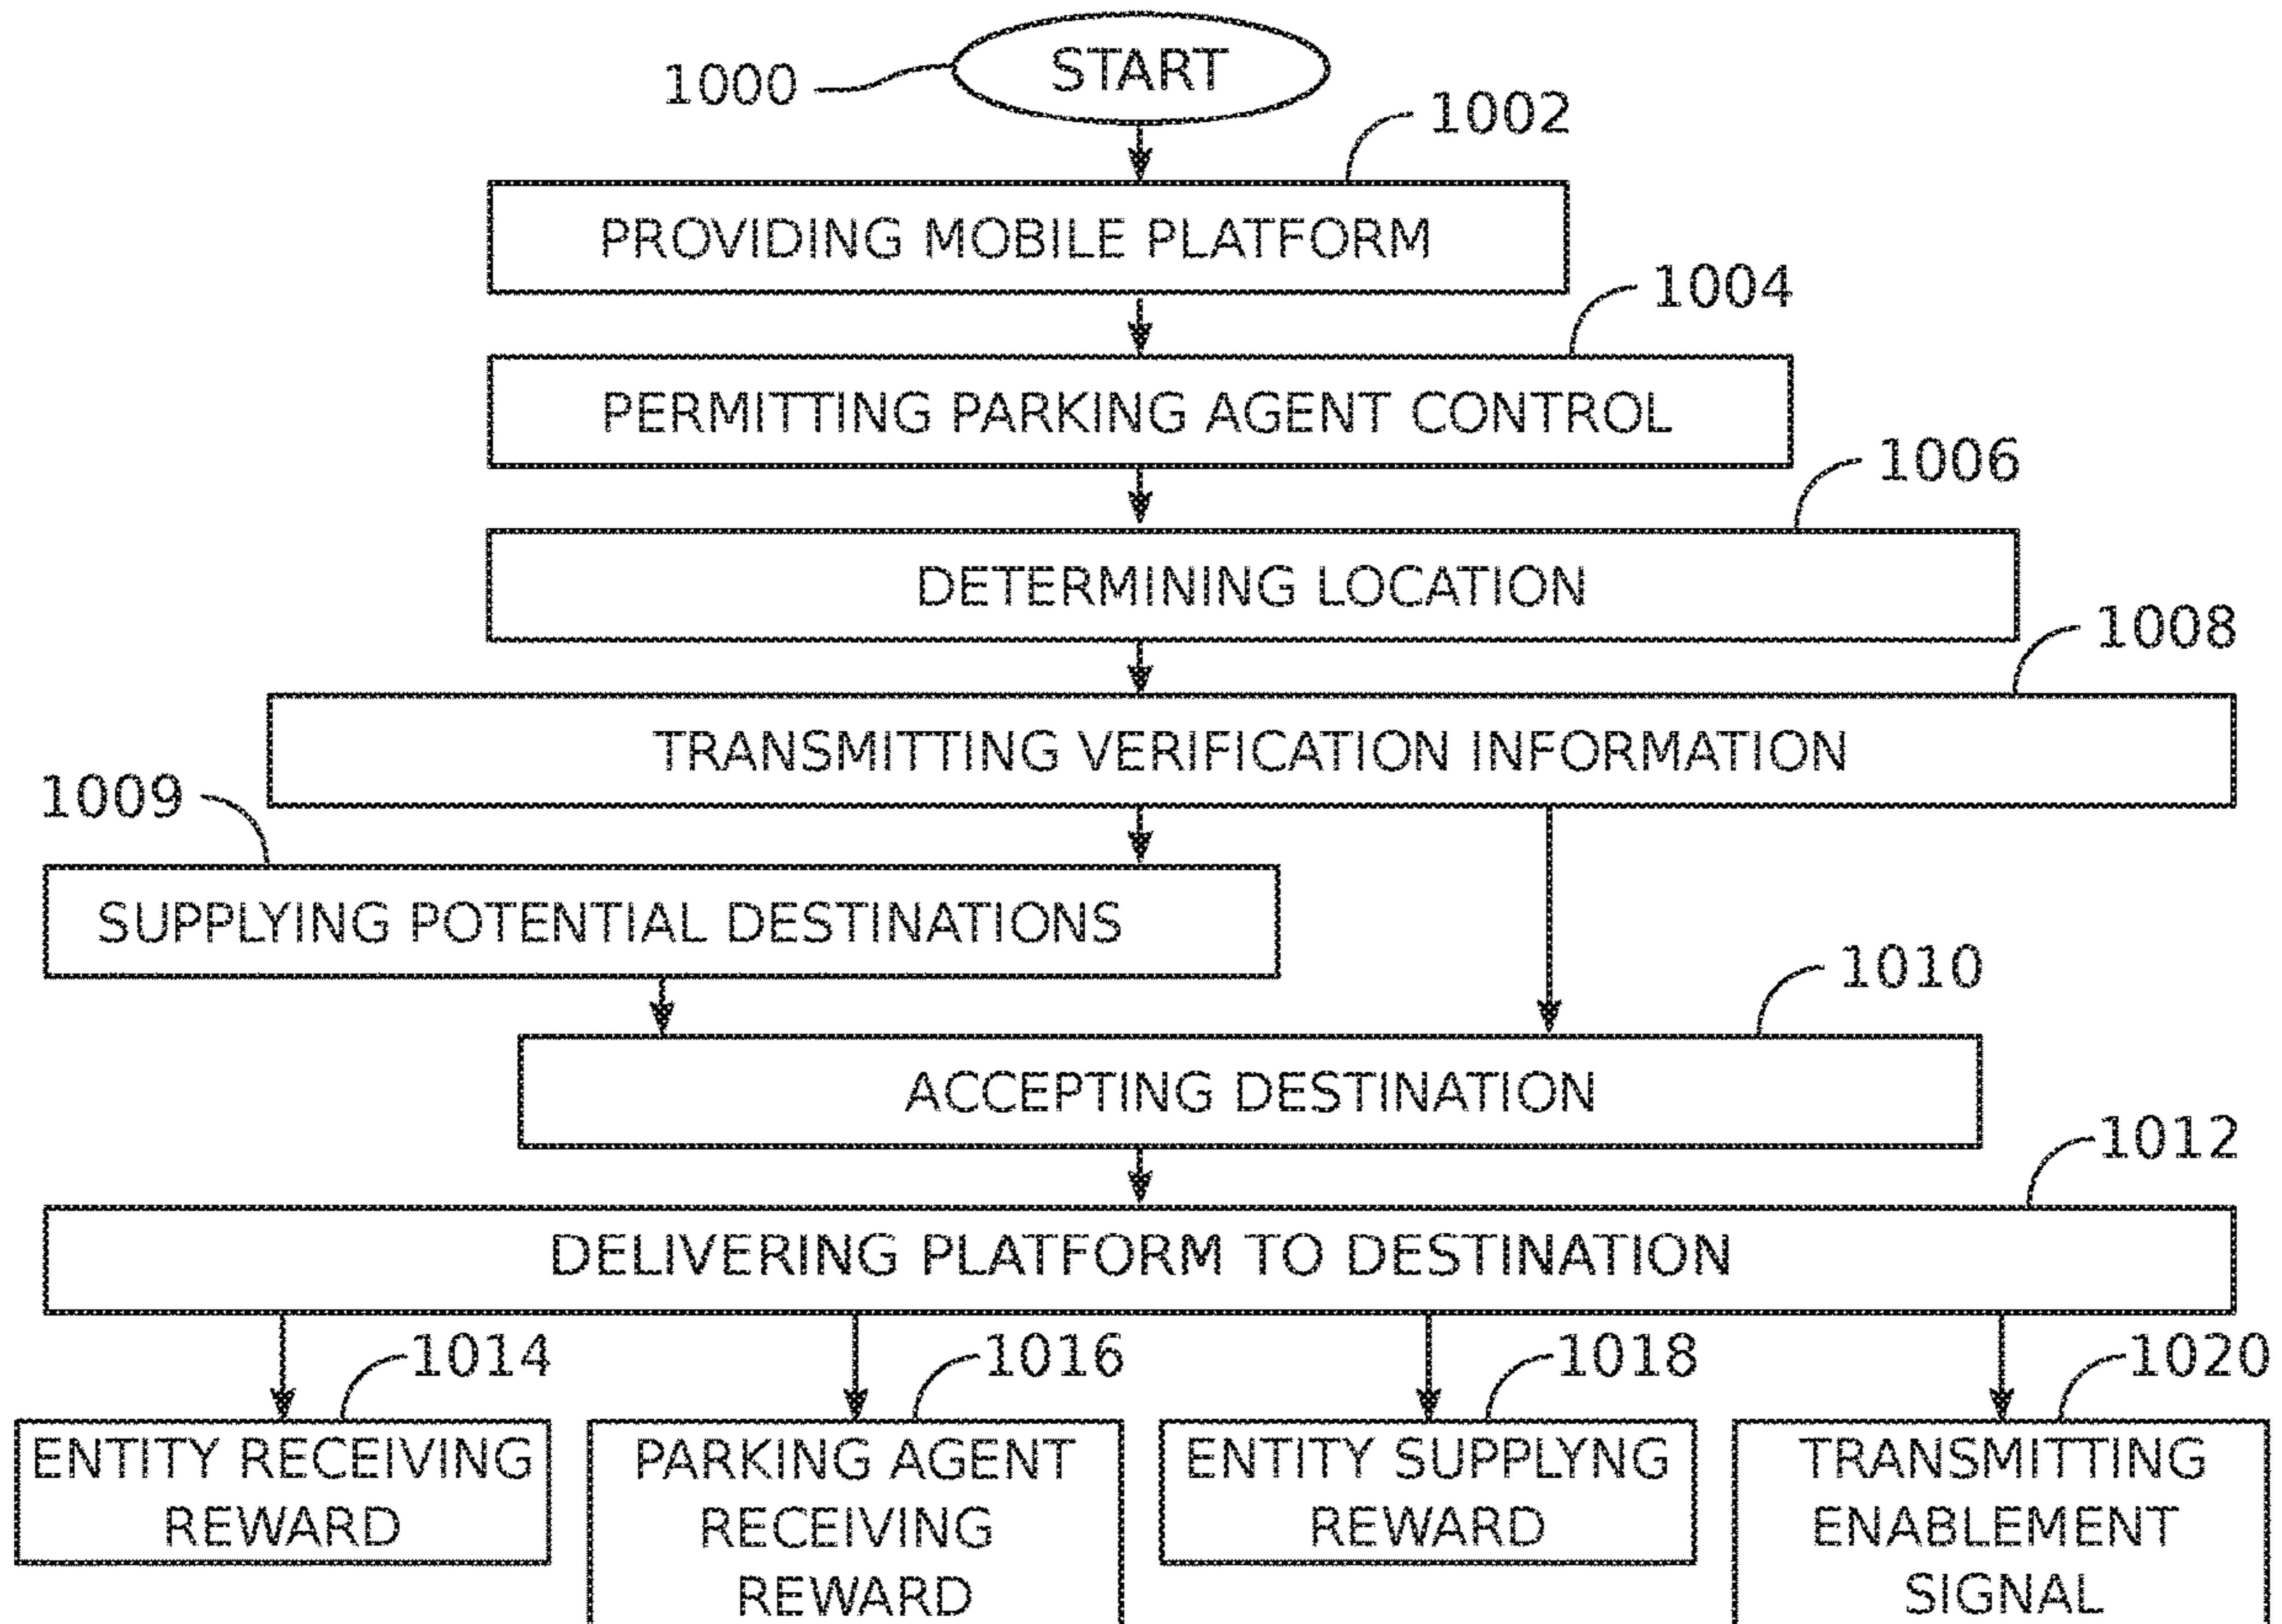 START
1000
1002
PROVIDING MOBILE PLATFORM
1004
PERMITTING PARKING AGENT CONTROL
1006
DETERMINING LOCATION
1008
TRANSMITTING VERIFICATION INFORMATION
1009
SUPPLYING POTENTIAL DESTINATIONS
1010
ACCEPTING DESTINATION
1012
DELIVERING PLATFORM TO DESTINATION
1014
ENTITY RECEIVING
REWARD
1016
PARKING AGENT
RECEIVING
REWARD
1018
ENTITY SUPPLYNG
REWARD
1020
TRANSMITTING
ENABLEMENT
SIGNAL